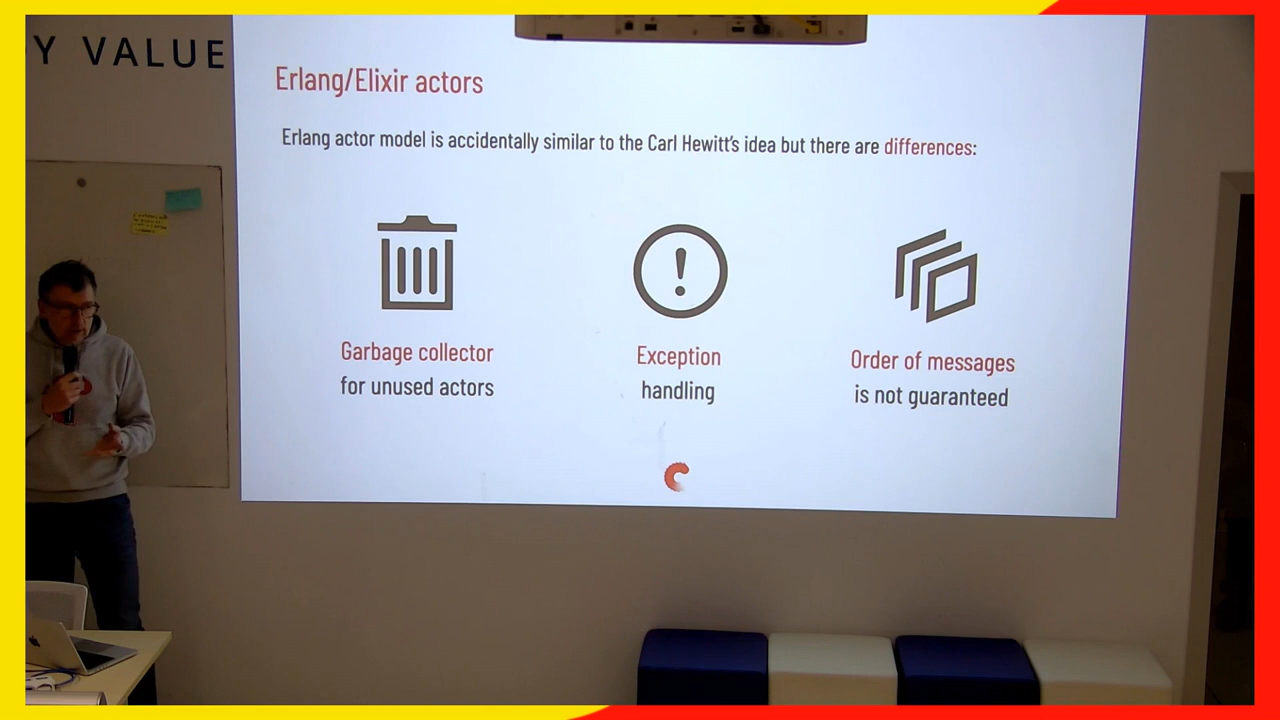 Y VALUE
Erlang/Elixir actors
Erlang actor model is accidentally similar to the Carl Hewitt's idea but there are differences:
Garbage collector
for unused actors
Exception
handling
Order of messages
is not guaranteed